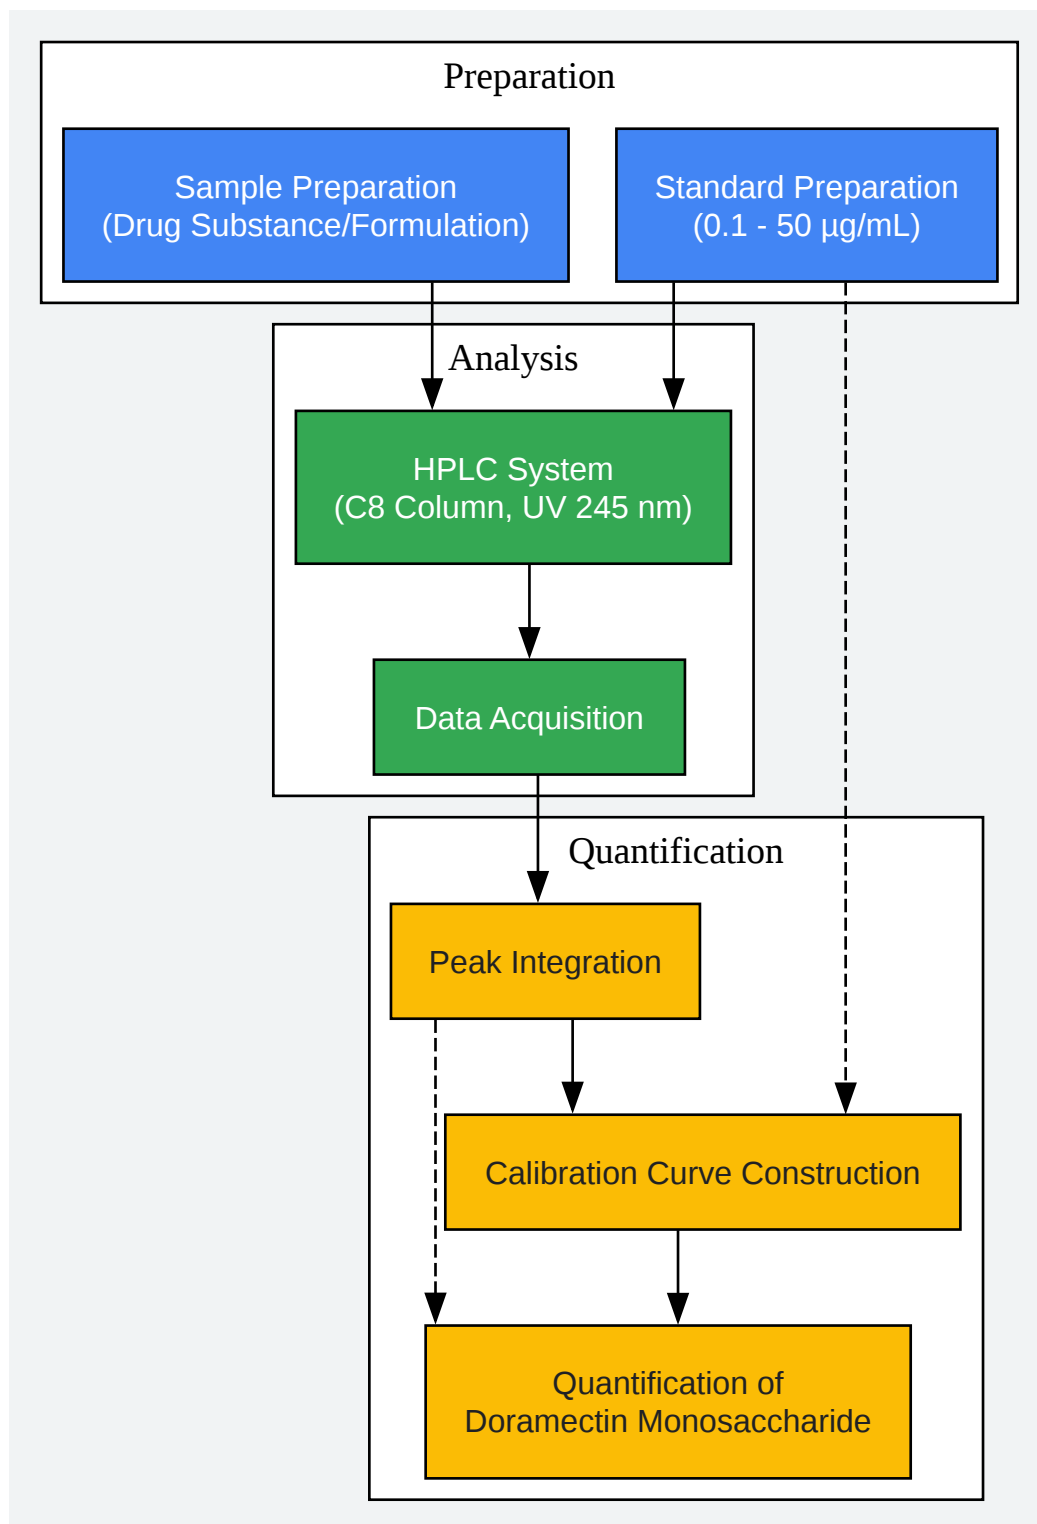 Preparation
Sample Preparation
(Drug Substance/Formulation)
Standard Preparation
(0.1 - 50 µg/mL)
Analysis
HPLC System
(C8 Column, UV 245 nm)
Data Acquisition
Quantification
Peak Integration
Calibration Curve Construction
Quantification of
Doramectin Monosaccharide